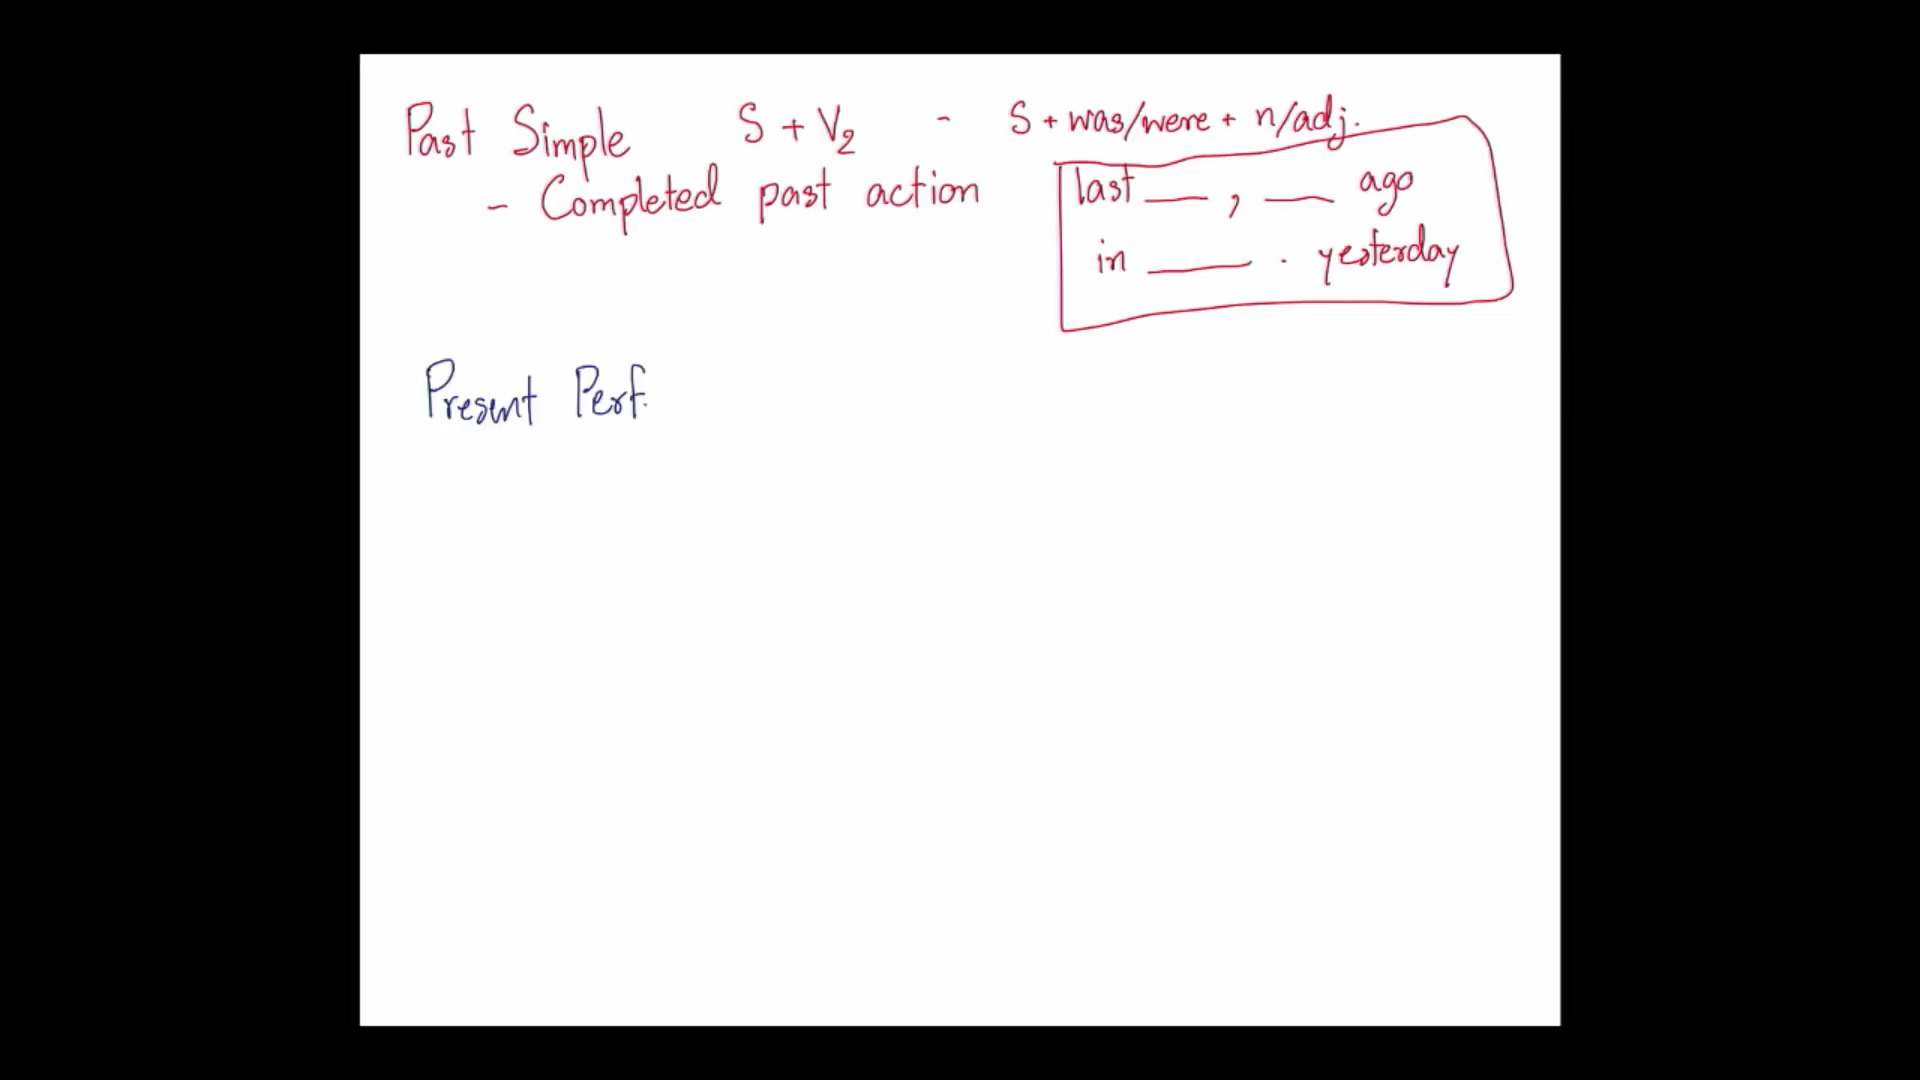 Past Simple S + V2 - S + was/were + n/adj.
- Completed past action
last ___ , ___ ago
in ___ . yesterday
Present Perf.